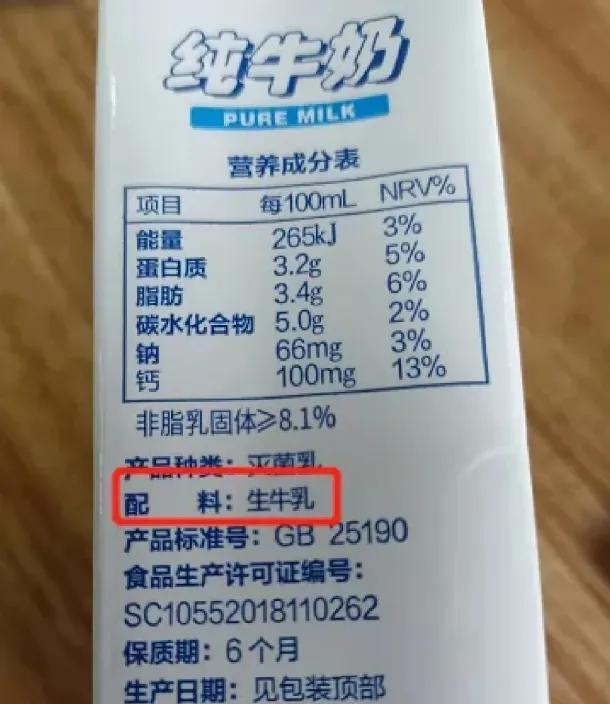 纯牛奶
PURE MILK
营养成分表
项目 每100mL NRV%
能量 265kJ 3%
蛋白质 3.2g 5%
脂肪 3.4g 6%
碳水化合物 5.0g 2%
钠 66mg 3%
钙 100mg 13%
非脂乳固体≥8.1%
产品种类：灭菌乳
配 料：生牛乳
产品标准号：GB 25190
食品生产许可证编号：
SC10552018110262
保质期：6个月
生产日期：见包装顶部